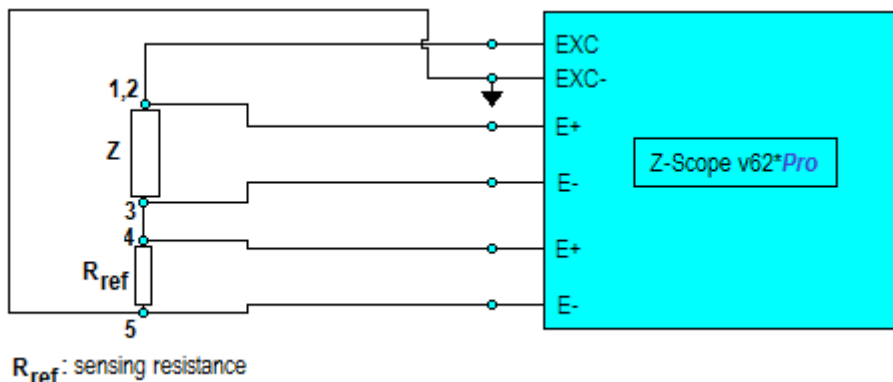 EXC
EXC-
1,2
E+
Z
Z-Scope v62*Pro
E-
3
4
E+
Rref
E-
5
Rref: sensing resistance